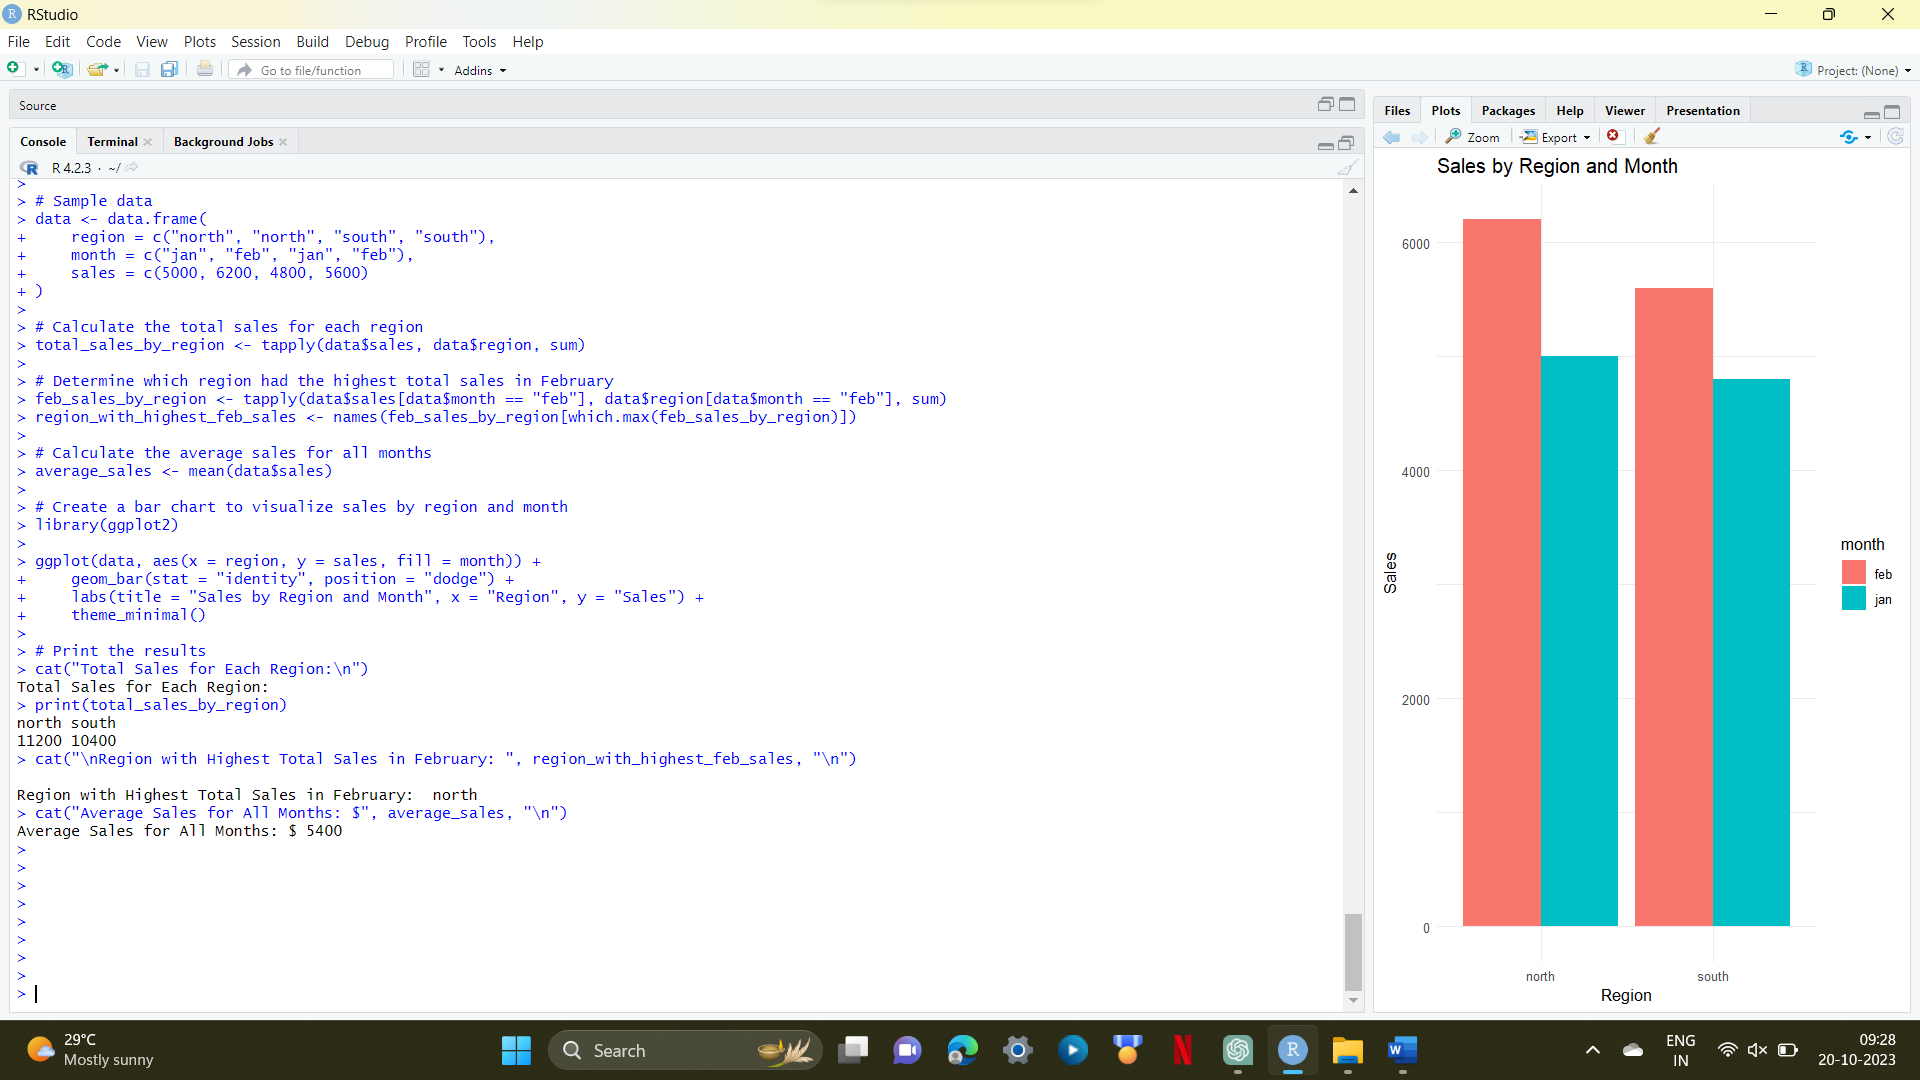 RStudio
File Edit Code View Plots Session Build Debug Profile Tools Help
Go to file/function Addins Project: (None)
Source
Console Terminal Background Jobs
R 4.2.3 · ~/
>
> # Sample data
> data <- data.frame(
+     region = c("north", "north", "south", "south"),
+     month = c("jan", "feb", "jan", "feb"),
+     sales = c(5000, 6200, 4800, 5600)
+ )
>
> # Calculate the total sales for each region
> total_sales_by_region <- tapply(data$sales, data$region, sum)
>
> # Determine which region had the highest total sales in February
> feb_sales_by_region <- tapply(data$sales[data$month == "feb"], data$region[data$month == "feb"], sum)
> region_with_highest_feb_sales <- names(feb_sales_by_region[which.max(feb_sales_by_region)])
>
> # Calculate the average sales for all months
> average_sales <- mean(data$sales)
>
> # Create a bar chart to visualize sales by region and month
> library(ggplot2)
>
> ggplot(data, aes(x = region, y = sales, fill = month)) +
+     geom_bar(stat = "identity", position = "dodge") +
+     labs(title = "Sales by Region and Month", x = "Region", y = "Sales") +
+     theme_minimal()
>
> # Print the results
> cat("Total Sales for Each Region:\n")
Total Sales for Each Region:
> print(total_sales_by_region)
north south
11200 10400
> cat("\nRegion with Highest Total Sales in February: ", region_with_highest_feb_sales, "\n")

Region with Highest Total Sales in February:  north
> cat("Average Sales for All Months: $", average_sales, "\n")
Average Sales for All Months: $ 5400
>
>
>
>
>
>
>
>
>
Files Plots Packages Help Viewer Presentation
Zoom Export
Sales by Region and Month
6000
4000
2000
0
Sales
north south
Region
month
feb
jan
29°C
Mostly sunny
Search
ENG
IN
09:28
20-10-2023